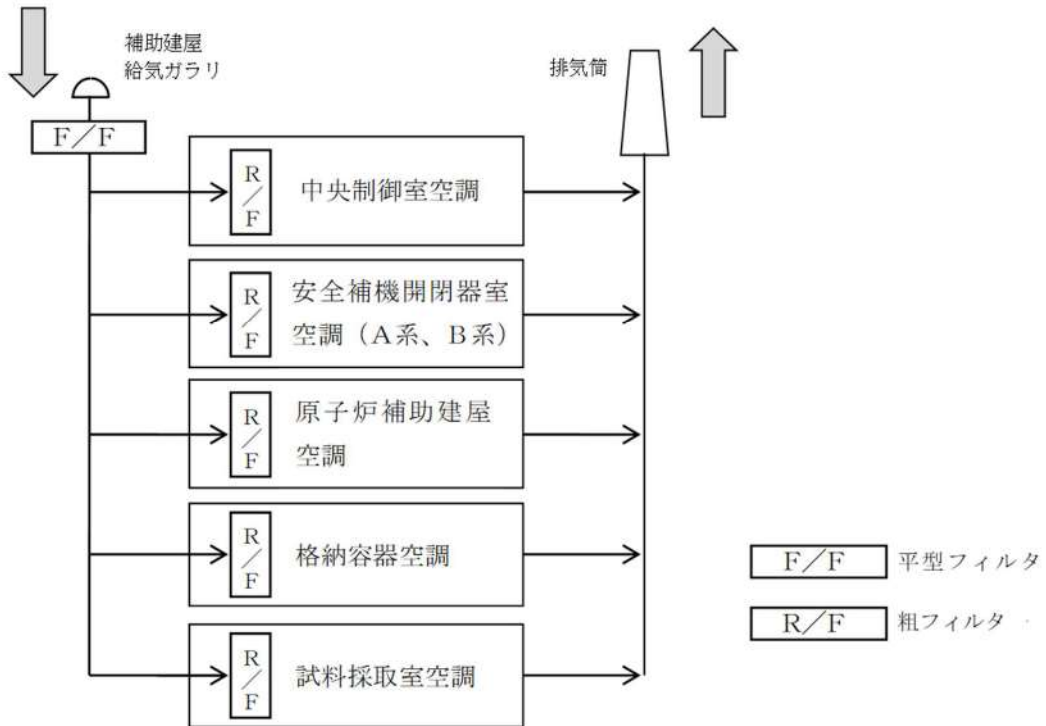 補助建屋
給気ガラリ
排気筒
F／F
R／F
中央制御室空調
R／F
安全補機開閉器室
空調（A系、B系）
R／F
原子炉補助建屋
空調
R／F
格納容器空調
R／F
試料採取室空調
F／F 平型フィルタ
R／F 粗フィルタ